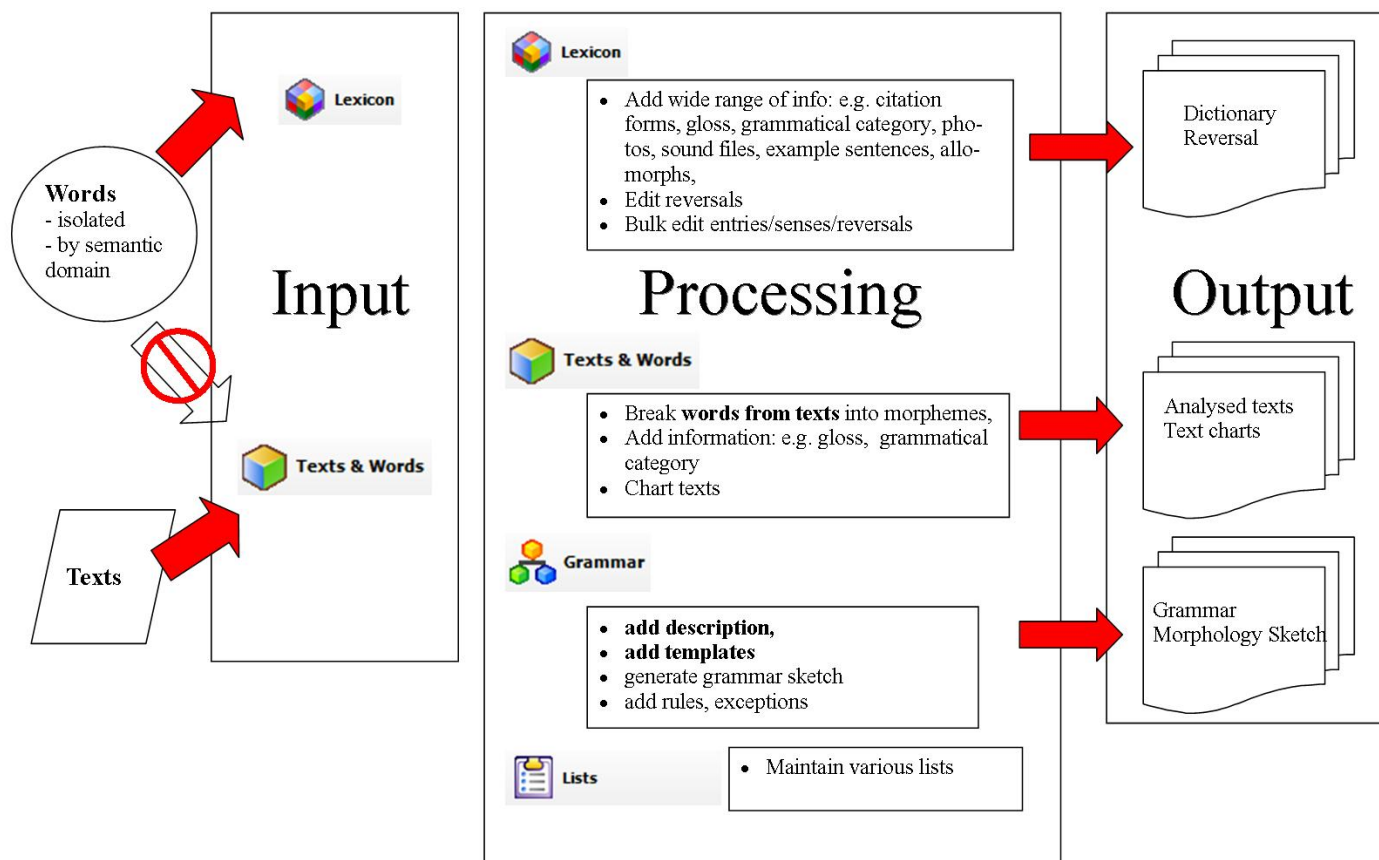 Words
- isolated
- by semantic
domain
Texts
Input
Lexicon
Texts & Words
Processing
Lexicon
• Add wide range of info: e.g. citation
forms, gloss, grammatical category, pho-
tos, sound files, example sentences, allo-
morphs,
• Edit reversals
• Bulk edit entries/senses/reversals
Texts & Words
• Break words from texts into morphemes,
• Add information: e.g. gloss, grammatical
category
• Chart texts
Grammar
• add description,
• add templates
• generate grammar sketch
• add rules, exceptions
Lists
• Maintain various lists
Output
Dictionary
Reversal
Analysed texts
Text charts
Grammar
Morphology Sketch